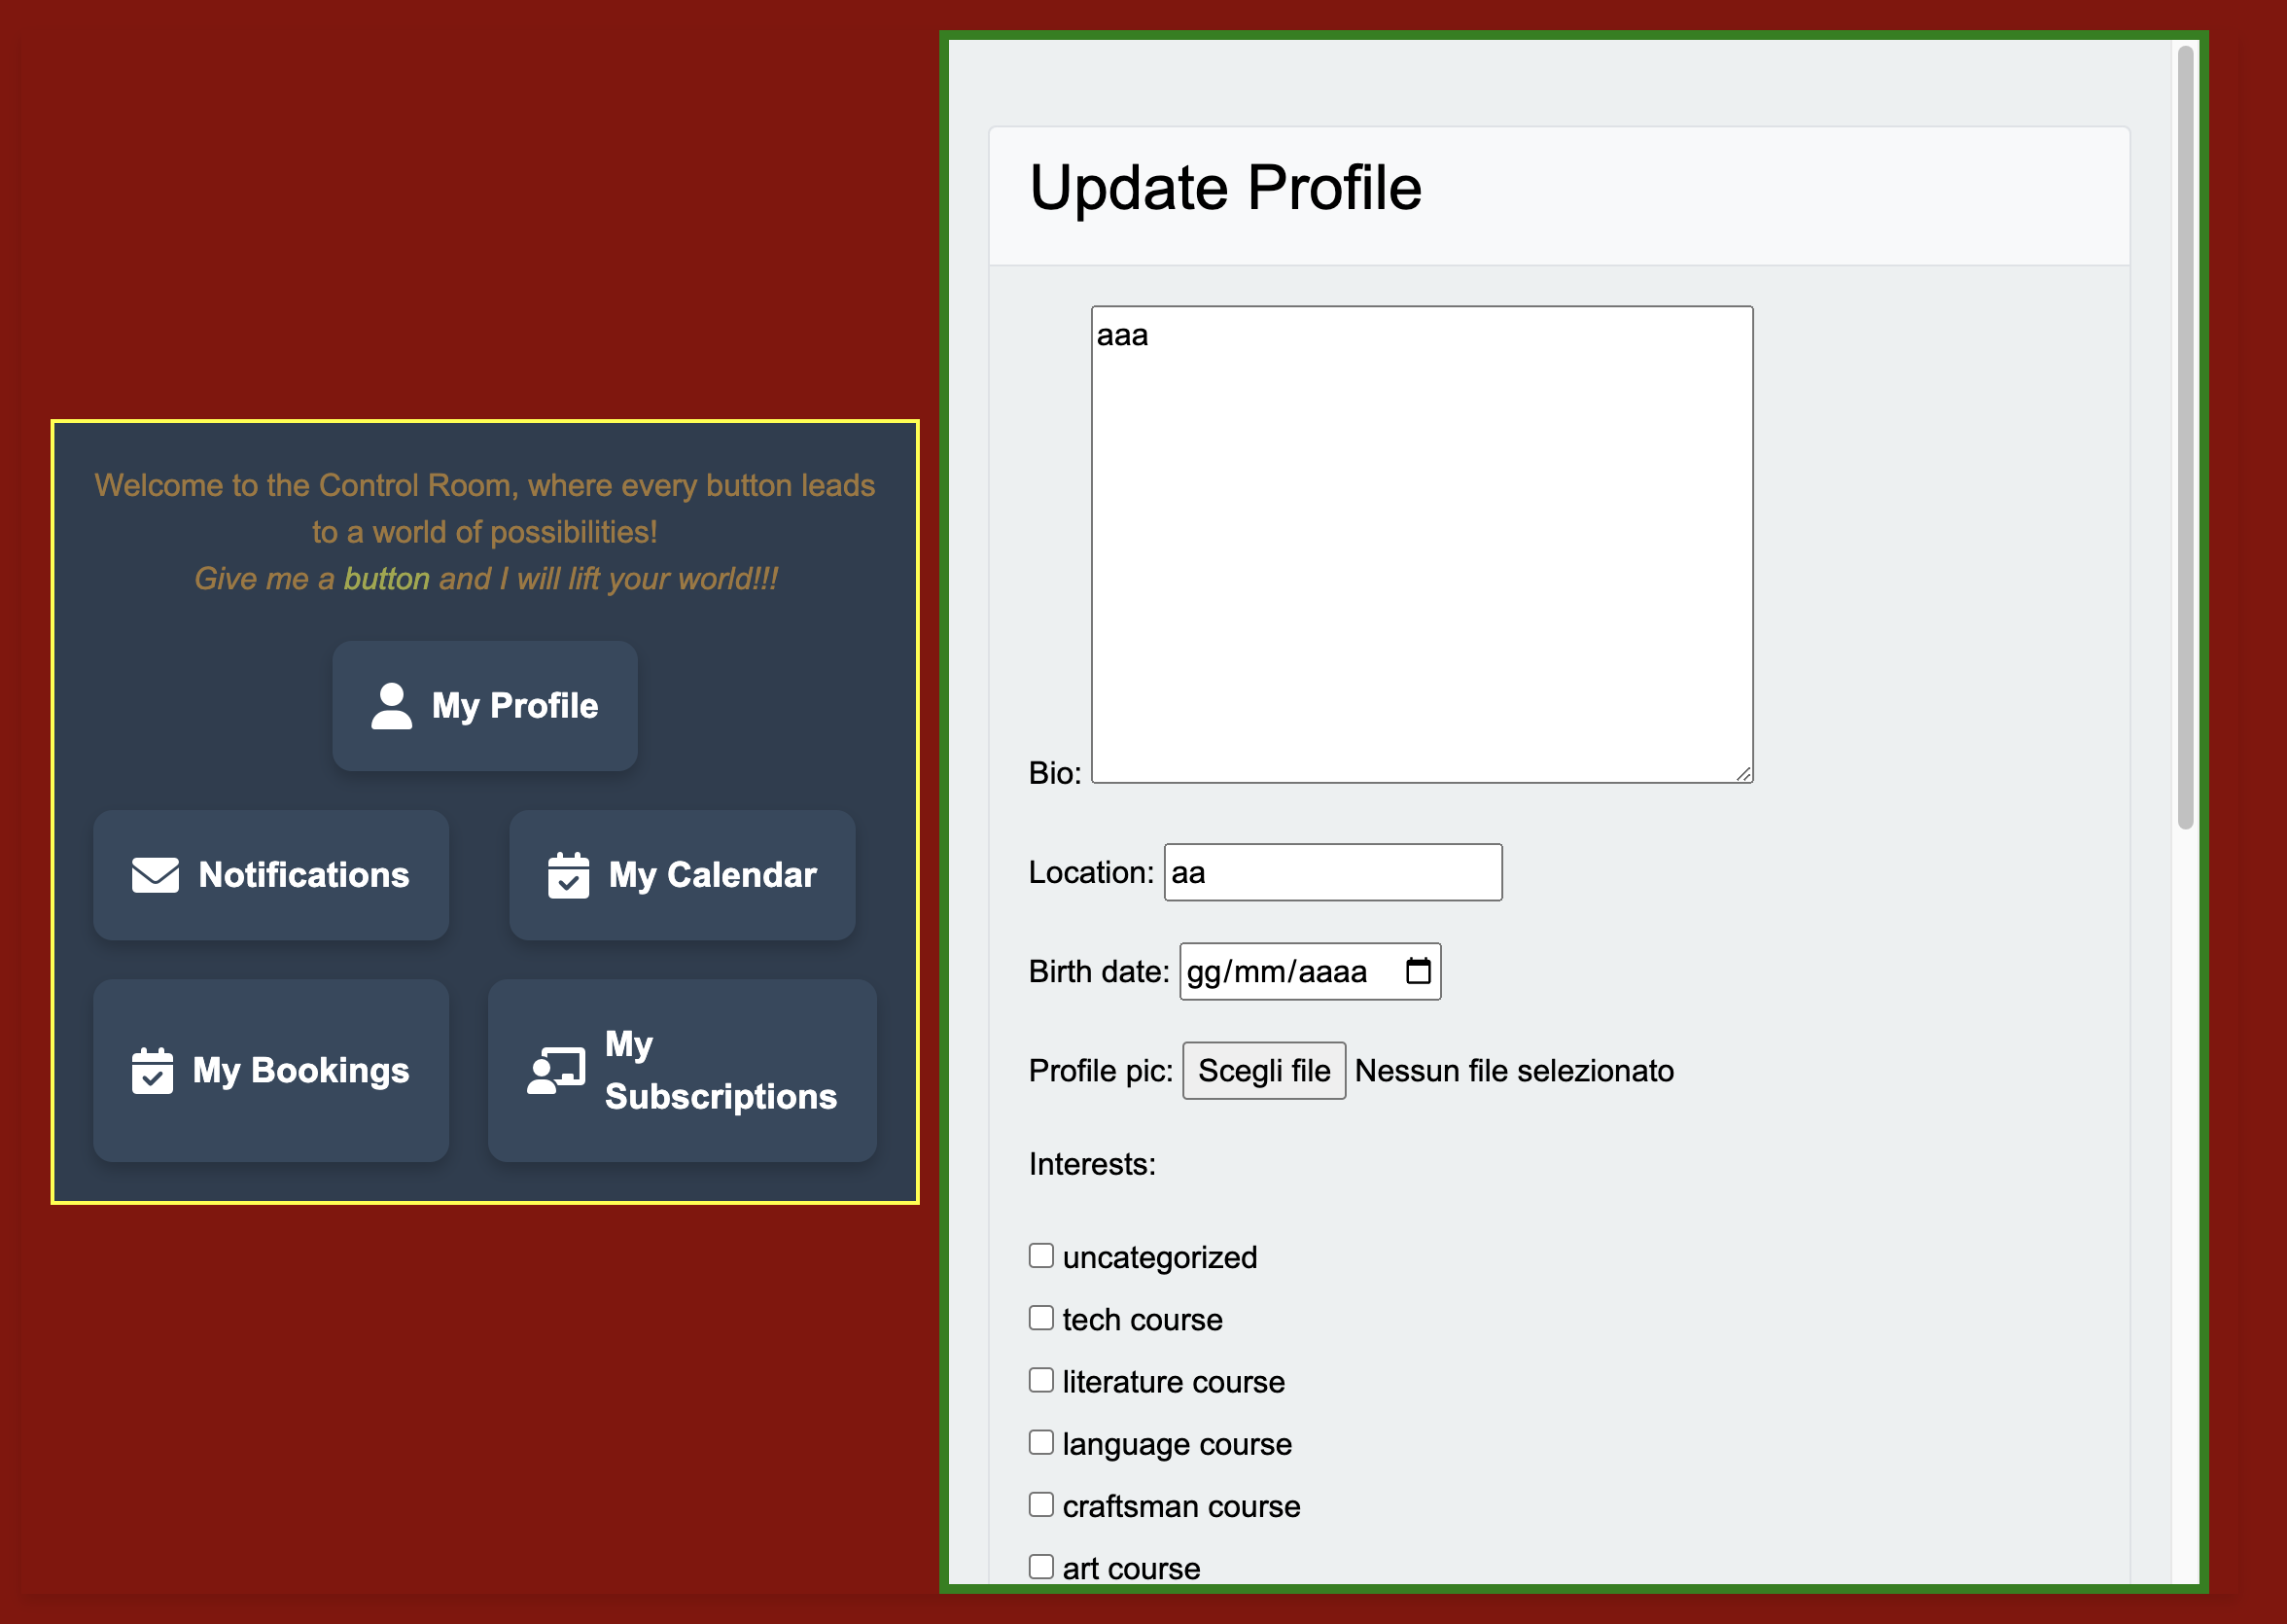 Welcome to the Control Room, where every button leads
to a world of possibilities!
Give me a button and I will lift your world!!!
My Profile
Notifications
My Calendar
My Bookings
My
Subscriptions
Update Profile
aaa
Bio:
Location: aa
Birth date: gg/mm/aaaa
Profile pic: Scegli file Nessun file selezionato
Interests:
uncategorized
tech course
literature course
language course
craftsman course
art course